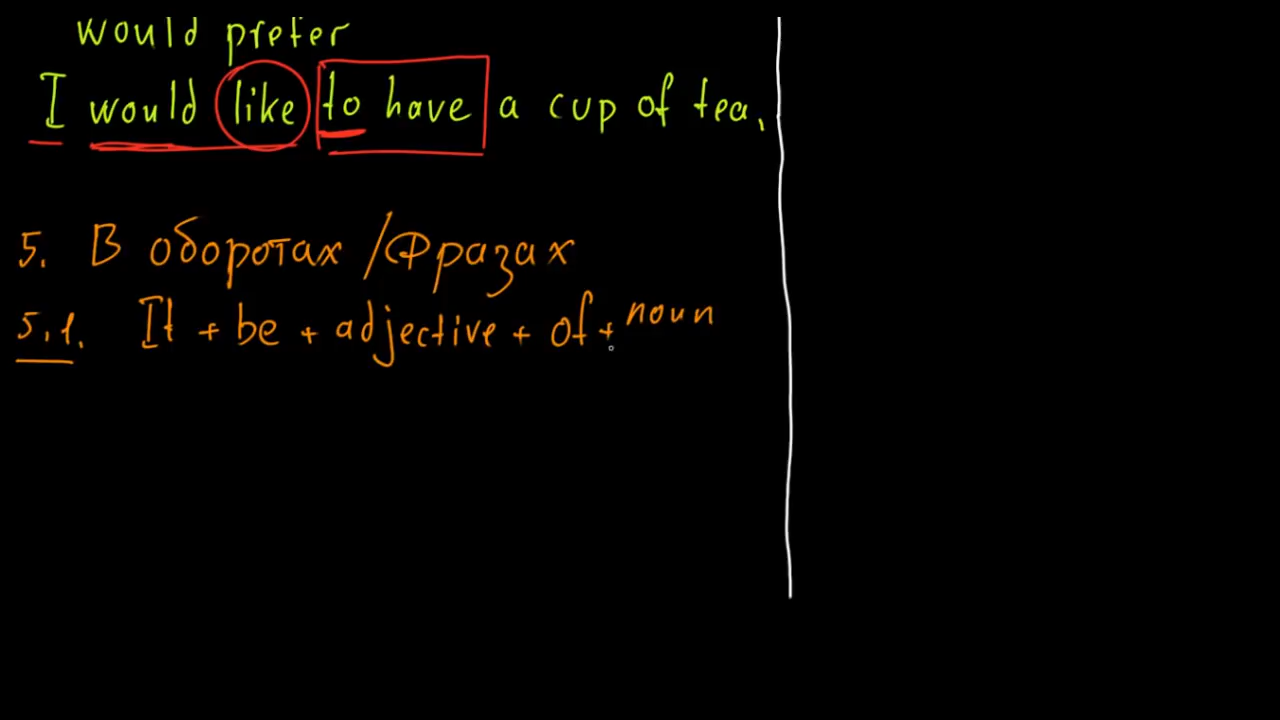 would prefer
I would like to have a cup of tea.
5. В оборотах /Фразах
5.1. It + be + adjective + of + noun